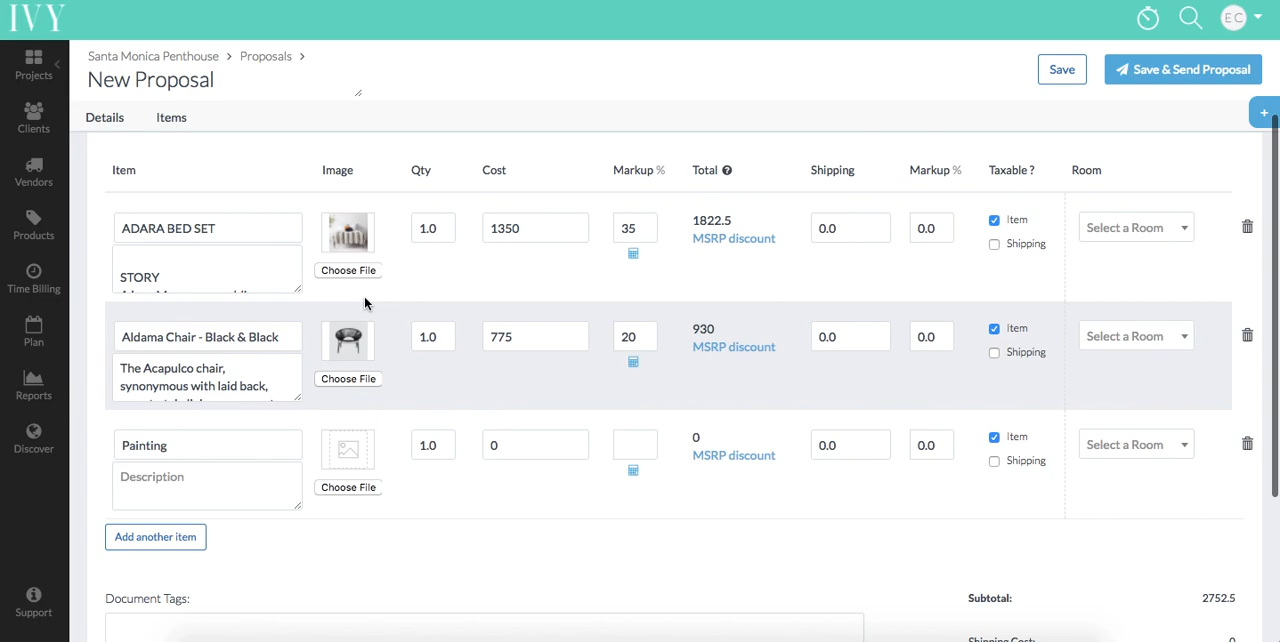 IVY
EC
Projects
Clients
Vendors
Products
Time Billing
Plan
Reports
Discover
Support
Santa Monica Penthouse > Proposals >
New Proposal
Save
Save & Send Proposal
+
Details Items
Item Image Qty Cost Markup % Total ? Shipping Markup % Taxable ? Room
ADARA BED SET
STORY
Choose File
1.0
1350
35
1822.5
MSRP discount
0.0
0.0
Item
Shipping
Select a Room
Aldama Chair - Black & Black
The Acapulco chair,
synonymous with laid back,
Choose File
1.0
775
20
930
MSRP discount
0.0
0.0
Item
Shipping
Select a Room
Painting
Description
Choose File
1.0
0
0
MSRP discount
0.0
0.0
Item
Shipping
Select a Room
Add another item
Document Tags:
Subtotal: 2752.5
Shipping Cost: 0